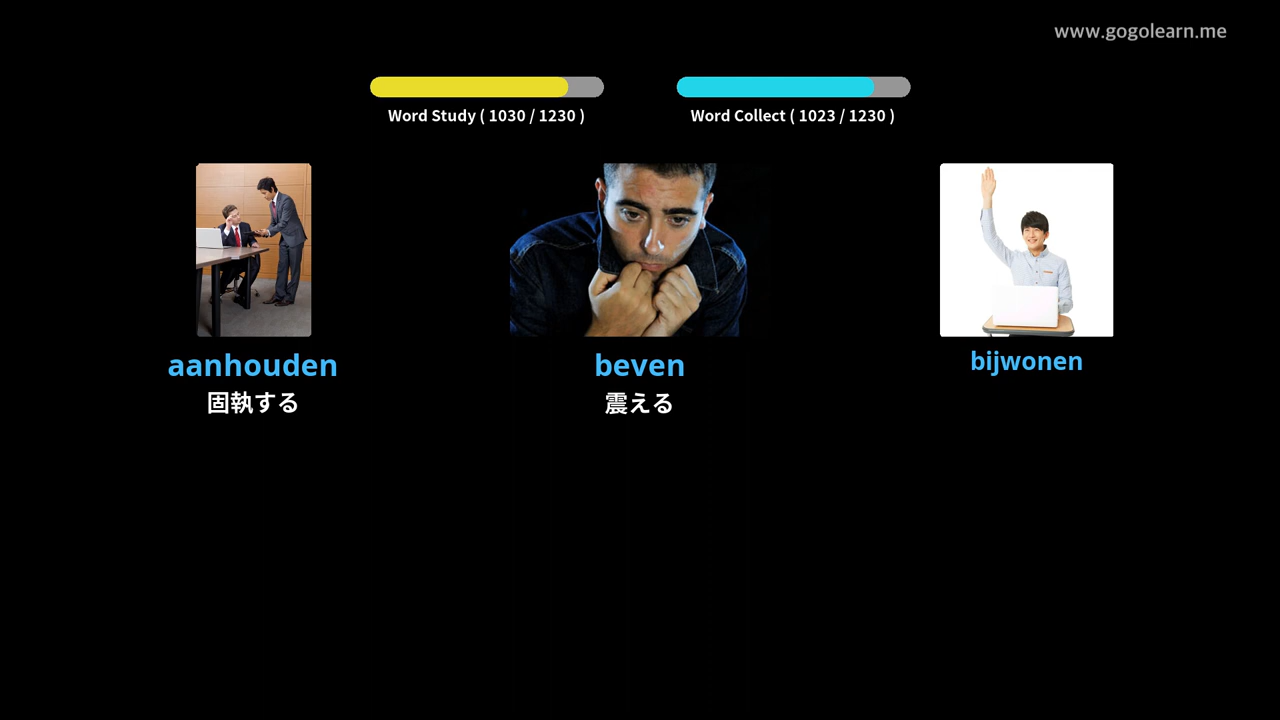 www.gogolearn.me
Word Study ( 1030 / 1230 )
Word Collect ( 1023 / 1230 )
aanhouden
固執する
beven
震える
bijwonen